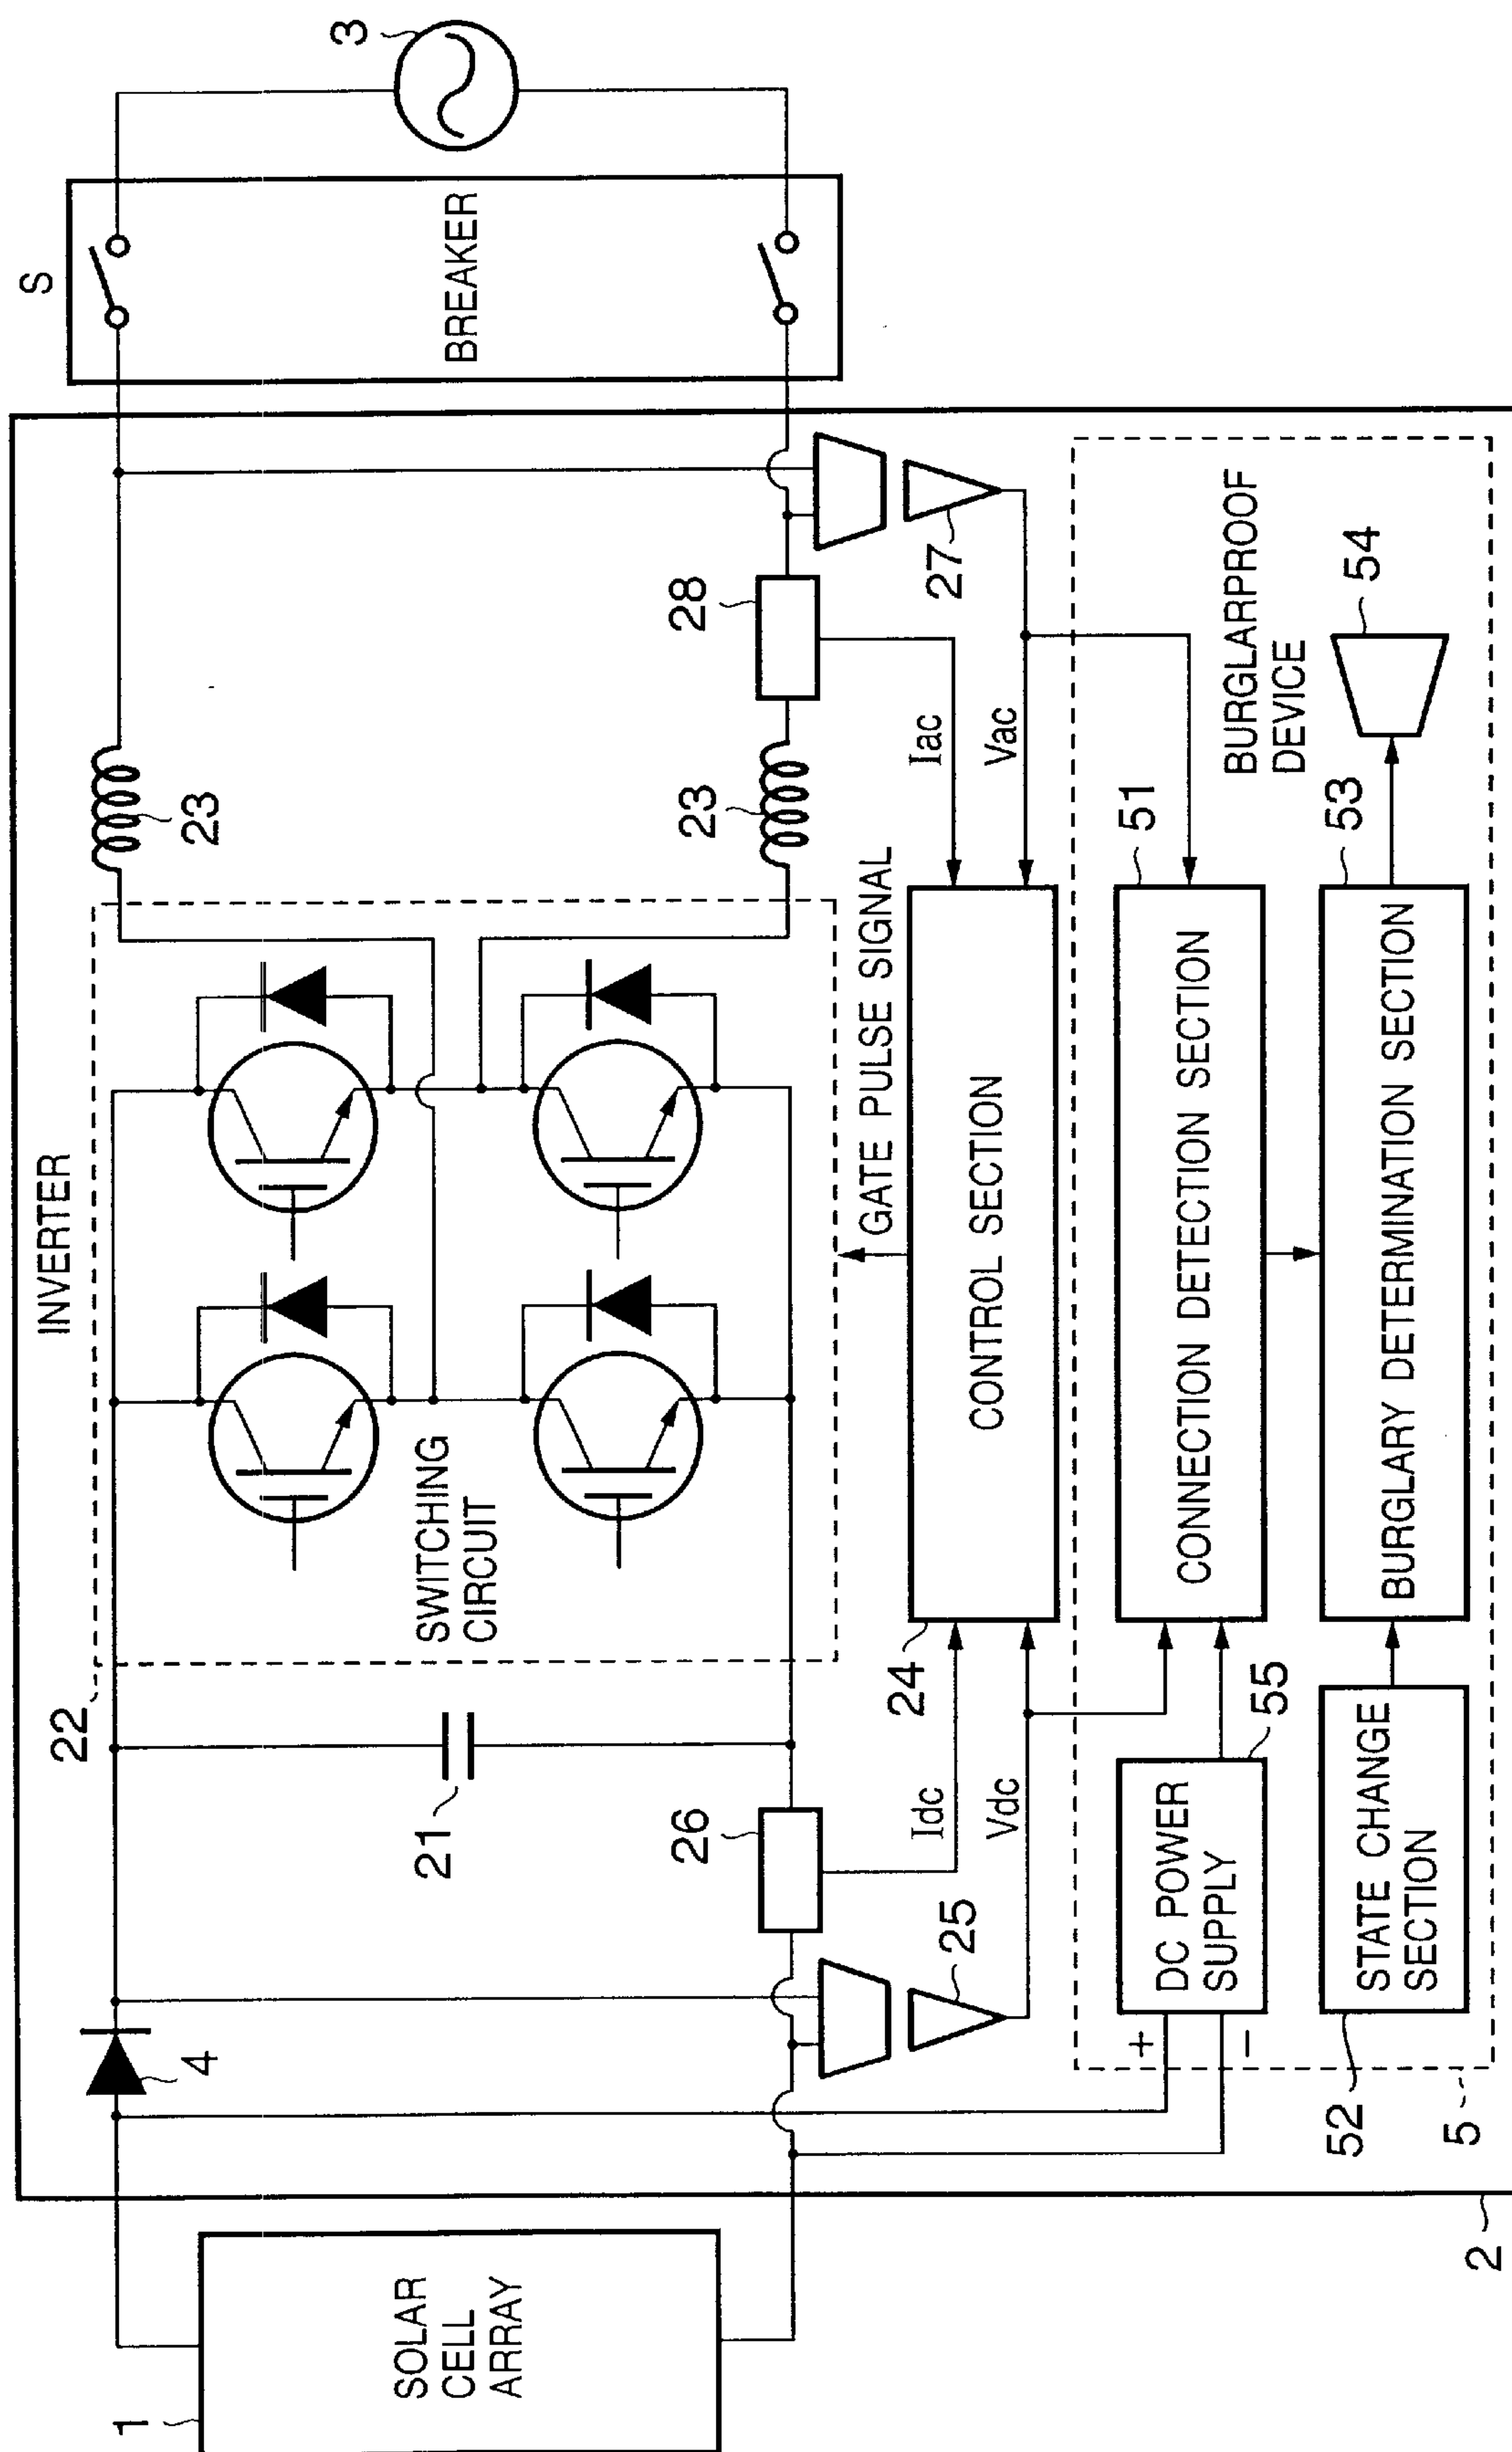 INVERTER
S
3
BREAKER
22
SWITCHING
CIRCUIT
23
23
28
27
21
26
4
25
1
SOLAR
CELL
ARRAY
GATE PULSE SIGNAL
Idc
Vdc
24
CONTROL SECTION
Iac
Vac
+
−
DC POWER
SUPPLY
55
CONNECTION DETECTION SECTION
51
BURGLARPROOF
DEVICE
52
STATE CHANGE
SECTION
BURGLARY DETERMINATION SECTION
53
54
5
2